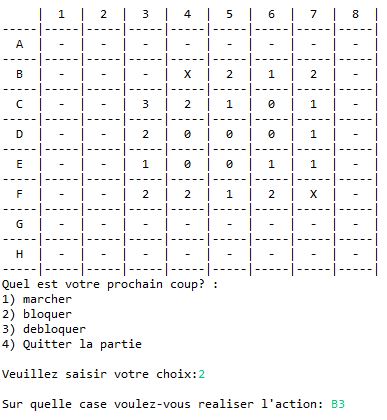 | 1 | 2 | 3 | 4 | 5 | 6 | 7 | 8 |
-----|-----|-----|-----|-----|-----|-----|-----|-----|
A | - | - | - | - | - | - | - | - |
-----|-----|-----|-----|-----|-----|-----|-----|-----|
B | - | - | - | X | 2 | 1 | 2 | - |
-----|-----|-----|-----|-----|-----|-----|-----|-----|
C | - | - | 3 | 2 | 1 | 0 | 1 | - |
-----|-----|-----|-----|-----|-----|-----|-----|-----|
D | - | - | 2 | 0 | 0 | 0 | 1 | - |
-----|-----|-----|-----|-----|-----|-----|-----|-----|
E | - | - | 1 | 0 | 0 | 1 | 1 | - |
-----|-----|-----|-----|-----|-----|-----|-----|-----|
F | - | - | 2 | 2 | 1 | 2 | X | - |
-----|-----|-----|-----|-----|-----|-----|-----|-----|
G | - | - | - | - | - | - | - | - |
-----|-----|-----|-----|-----|-----|-----|-----|-----|
H | - | - | - | - | - | - | - | - |
-----|-----|-----|-----|-----|-----|-----|-----|-----|
Quel est votre prochain coup? :
1) marcher
2) bloquer
3) debloquer
4) Quitter la partie
Veuillez saisir votre choix:2
Sur quelle case voulez-vous realiser l'action: B3